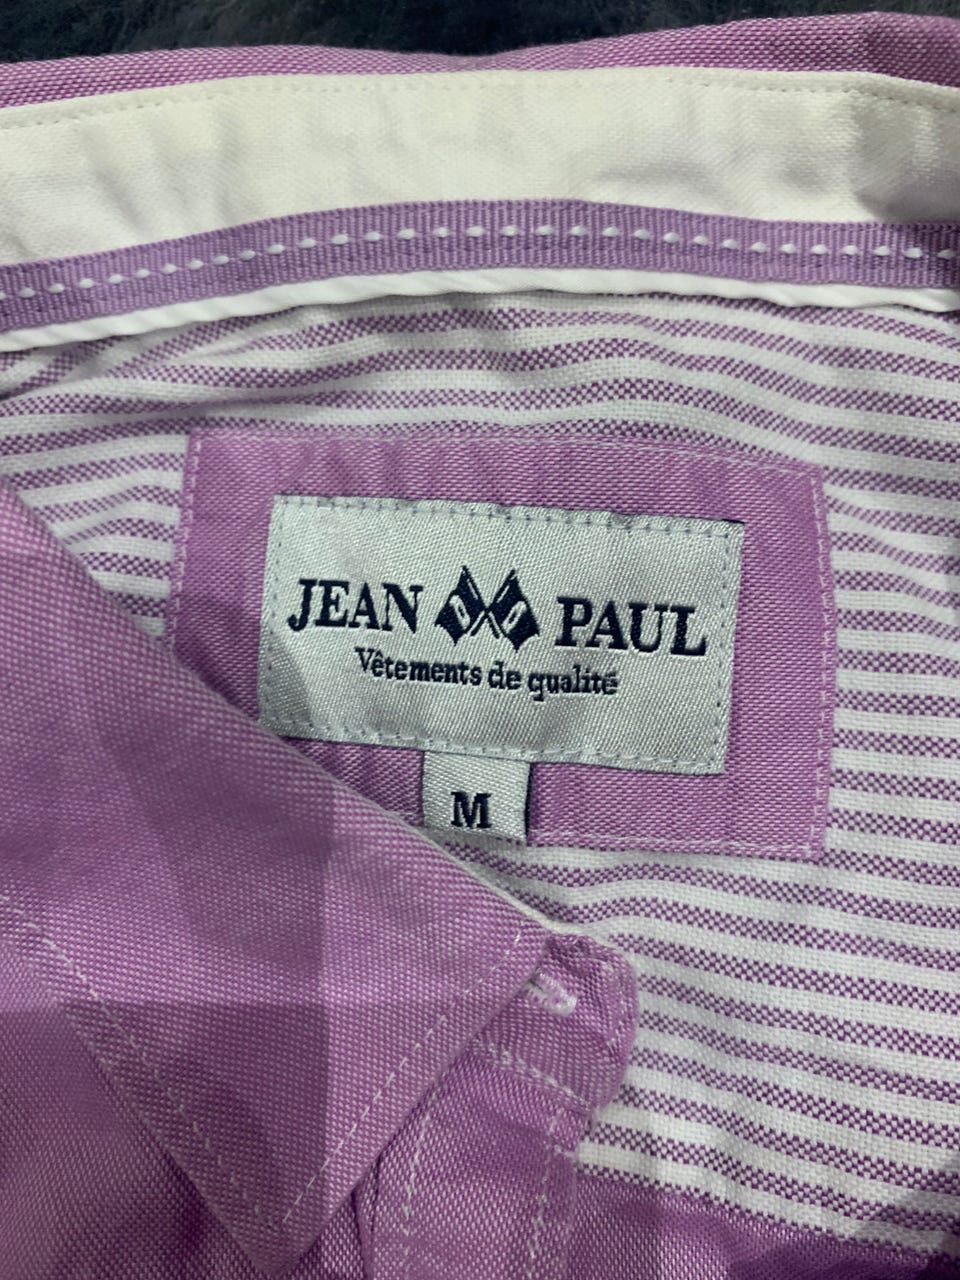 JEAN PAUL
Vêtements de qualité
M